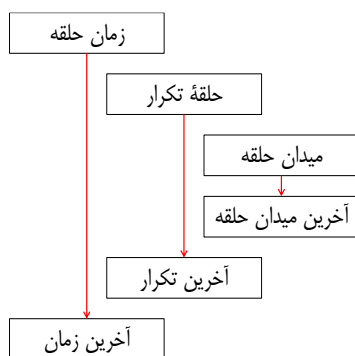 زمان حلقه
حلقهٔ تکرار
میدان حلقه
آخرین میدان حلقه
آخرین تکرار
آخرین زمان